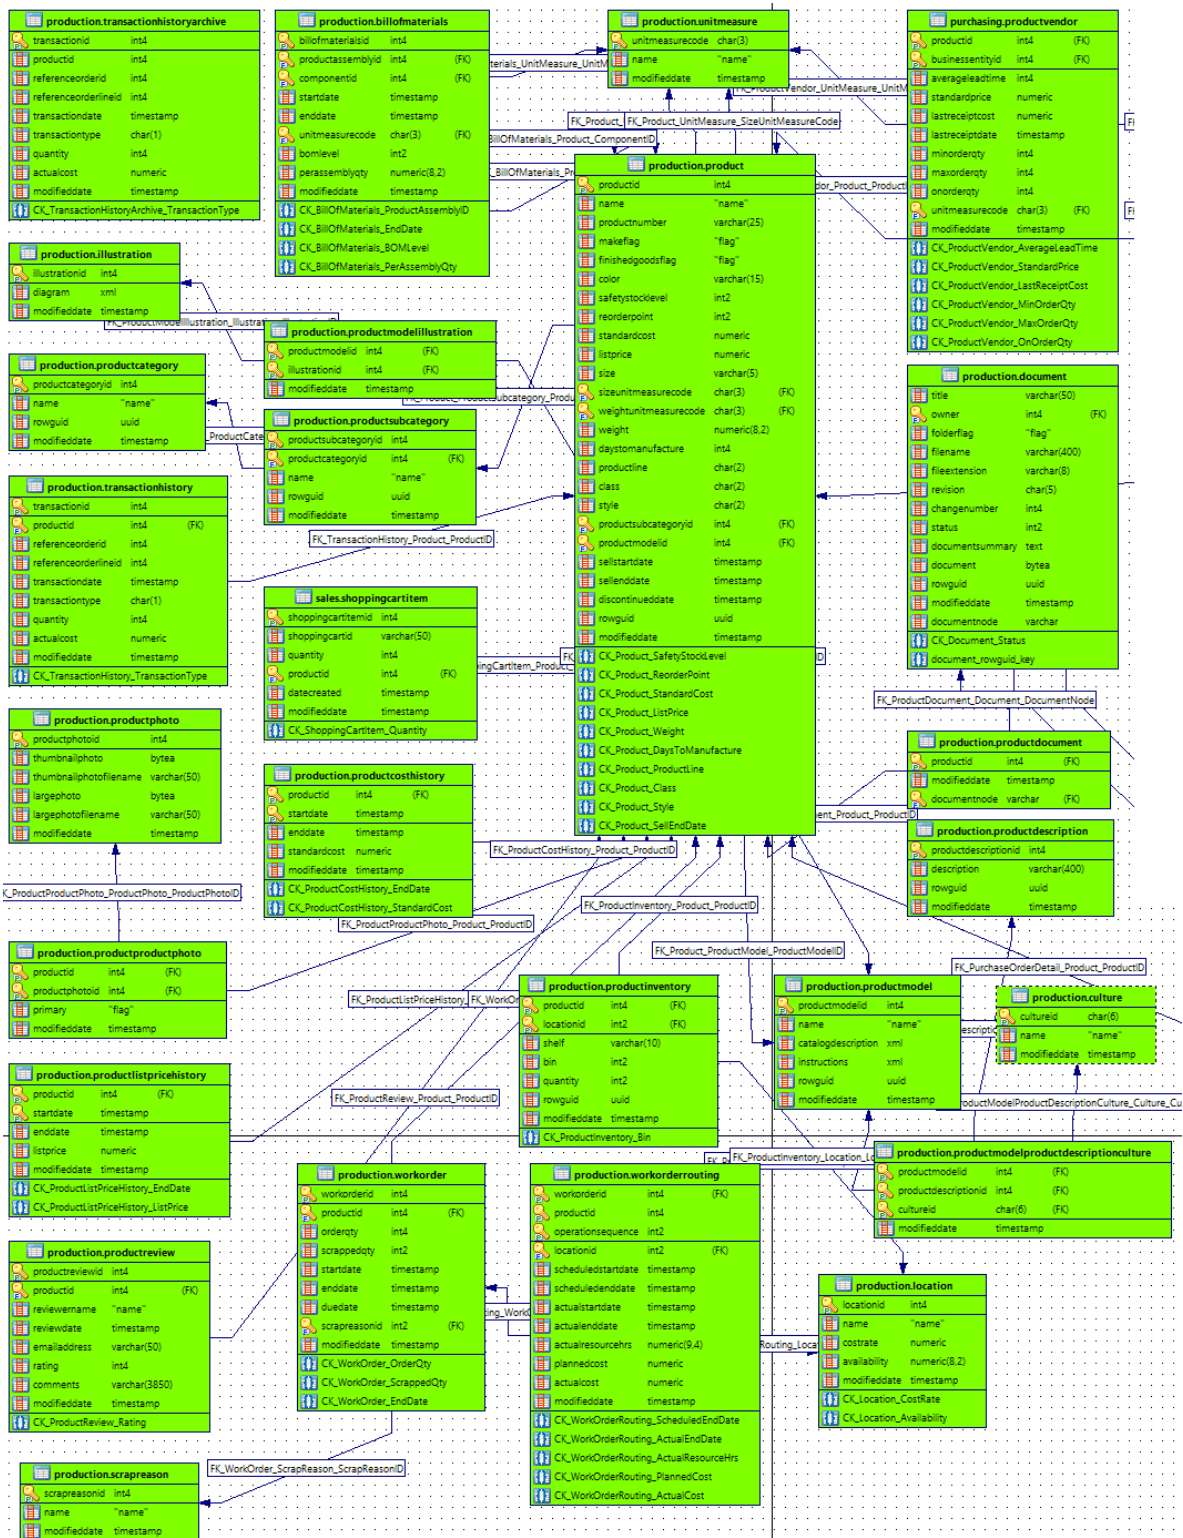 production.transactionhistoryarchive
transactionid int4
productid int4
referenceorderid int4
referenceorderlineid int4
transactiondate timestamp
transactiontype char(1)
quantity int4
actualcost numeric
modifieddate timestamp
CK_TransactionHistoryArchive_TransactionType
production.billofmaterials
billofmaterialsid int4
productassemblyid int4 (FK)
componentid int4 (FK)
startdate timestamp
enddate timestamp
unitmeasurecode char(3) (FK)
bomlevel int2
perassemblyqty numeric(8,2)
modifieddate timestamp
CK_BillOfMaterials_ProductAssemblyID
CK_BillOfMaterials_EndDate
CK_BillOfMaterials_BOMLevel
CK_BillOfMaterials_PerAssemblyQty
production.unitmeasure
unitmeasurecode char(3)
name "name"
modifieddate timestamp
purchasing.productvendor
productid int4 (FK)
businessentityid int4 (FK)
averageleadtime int4
standardprice numeric
lastreceiptcost numeric
lastreceiptdate timestamp
minorderqty int4
maxorderqty int4
onorderqty int4
unitmeasurecode char(3) (FK)
modifieddate timestamp
CK_ProductVendor_AverageLeadTime
CK_ProductVendor_StandardPrice
CK_ProductVendor_LastReceiptCost
CK_ProductVendor_MinOrderQty
CK_ProductVendor_MaxOrderQty
CK_ProductVendor_OnOrderQty
FK_Product_UnitMeasure_SizeUnitMeasureCode
production.product
productid int4
name "name"
productnumber varchar(25)
makeflag "flag"
finishedgoodsflag "flag"
color varchar(15)
safetystocklevel int2
reorderpoint int2
standardcost numeric
listprice numeric
size varchar(5)
sizeunitmeasurecode char(3) (FK)
weightunitmeasurecode char(3) (FK)
weight numeric(8,2)
daystomanufacture int4
productline char(2)
class char(2)
style char(2)
productsubcategoryid int4 (FK)
productmodelid int4 (FK)
sellstartdate timestamp
sellenddate timestamp
discontinueddate timestamp
rowguid uuid
modifieddate timestamp
CK_Product_SafetyStockLevel
CK_Product_ReorderPoint
CK_Product_StandardCost
CK_Product_ListPrice
CK_Product_Weight
CK_Product_DaysToManufacture
CK_Product_ProductLine
CK_Product_Class
CK_Product_Style
CK_Product_SellEndDate
production.illustration
illustrationid int4
diagram xml
modifieddate timestamp
production.productmodelillustration
productmodelid int4 (FK)
illustrationid int4 (FK)
modifieddate timestamp
production.productcategory
productcategoryid int4
name "name"
rowguid uuid
modifieddate timestamp
production.productsubcategory
productsubcategoryid int4
productcategoryid int4 (FK)
name "name"
rowguid uuid
modifieddate timestamp
production.document
title varchar(50)
owner int4 (FK)
folderflag "flag"
filename varchar(400)
fileextension varchar(8)
revision char(5)
changenumber int4
status int2
documentsummary text
document bytea
rowguid uuid
modifieddate timestamp
documentnode varchar
CK_Document_Status
document_rowguid_key
production.transactionhistory
transactionid int4
productid int4 (FK)
referenceorderid int4
referenceorderlineid int4
transactiondate timestamp
transactiontype char(1)
quantity int4
actualcost numeric
modifieddate timestamp
CK_TransactionHistory_TransactionType
FK_TransactionHistory_Product_ProductID
sales.shoppingcartitem
shoppingcartitemid int4
shoppingcartid varchar(50)
quantity int4
productid int4 (FK)
datecreated timestamp
modifieddate timestamp
CK_ShoppingCartItem_Quantity
FK_ProductDocument_Document_DocumentNode
production.productphoto
productphotoid int4
thumbnailphoto bytea
thumbnailphotofilename varchar(50)
largephoto bytea
largephotofilename varchar(50)
modifieddate timestamp
production.productdocument
productid int4 (FK)
modifieddate timestamp
documentnode varchar (FK)
production.productcosthistory
productid int4 (FK)
startdate timestamp
enddate timestamp
standardcost numeric
modifieddate timestamp
CK_ProductCostHistory_EndDate
CK_ProductCostHistory_StandardCost
production.productdescription
productdescriptionid int4
description varchar(400)
rowguid uuid
modifieddate timestamp
FK_ProductCostHistory_Product_ProductID
K_ProductProductPhoto_ProductPhoto_ProductPhotoID
FK_ProductInventory_Product_ProductID
FK_ProductProductPhoto_Product_ProductID
FK_Product_ProductModel_ProductModelID
FK_PurchaseOrderDetail_Product_ProductID
production.productproductphoto
productid int4 (FK)
productphotoid int4 (FK)
primary "flag"
modifieddate timestamp
production.productinventory
productid int4 (FK)
locationid int2 (FK)
shelf varchar(10)
bin int2
quantity int2
rowguid uuid
modifieddate timestamp
CK_ProductInventory_Bin
production.productmodel
productmodelid int4
name "name"
catalogdescription xml
instructions xml
rowguid uuid
modifieddate timestamp
production.culture
cultureid char(6)
name "name"
modifieddate timestamp
FK_ProductListPriceHistory_
FK_WorkOr
production.productlistpricehistory
productid int4 (FK)
startdate timestamp
enddate timestamp
listprice numeric
modifieddate timestamp
CK_ProductListPriceHistory_EndDate
CK_ProductListPriceHistory_ListPrice
FK_ProductReview_Product_ProductID
roductModelProductDescriptionCulture_Culture_Cu
FK_ProductInventory_Location_Lo
production.productmodelproductdescriptionculture
productmodelid int4 (FK)
productdescriptionid int4 (FK)
cultureid char(6) (FK)
modifieddate timestamp
production.workorder
workorderid int4
productid int4 (FK)
orderqty int4
scrappedqty int2
startdate timestamp
enddate timestamp
duedate timestamp
scrapreasonid int2 (FK)
modifieddate timestamp
CK_WorkOrder_OrderQty
CK_WorkOrder_ScrappedQty
CK_WorkOrder_EndDate
production.workorderrouting
workorderid int4 (FK)
productid int4
operationsequence int2
locationid int2 (FK)
scheduledstartdate timestamp
scheduledenddate timestamp
actualstartdate timestamp
actualenddate timestamp
actualresourcehrs numeric(9,4)
plannedcost numeric
actualcost numeric
modifieddate timestamp
CK_WorkOrderRouting_ScheduledEndDate
CK_WorkOrderRouting_ActualEndDate
CK_WorkOrderRouting_ActualResourceHrs
CK_WorkOrderRouting_PlannedCost
CK_WorkOrderRouting_ActualCost
production.productreview
productreviewid int4
productid int4 (FK)
reviewername "name"
reviewdate timestamp
emailaddress varchar(50)
rating int4
comments varchar(3850)
modifieddate timestamp
CK_ProductReview_Rating
production.location
locationid int4
name "name"
costrate numeric
availability numeric(8,2)
modifieddate timestamp
CK_Location_CostRate
CK_Location_Availability
FK_WorkOrder_ScrapReason_ScrapReasonID
production.scrapreason
scrapreasonid int4
name "name"
modifieddate timestamp